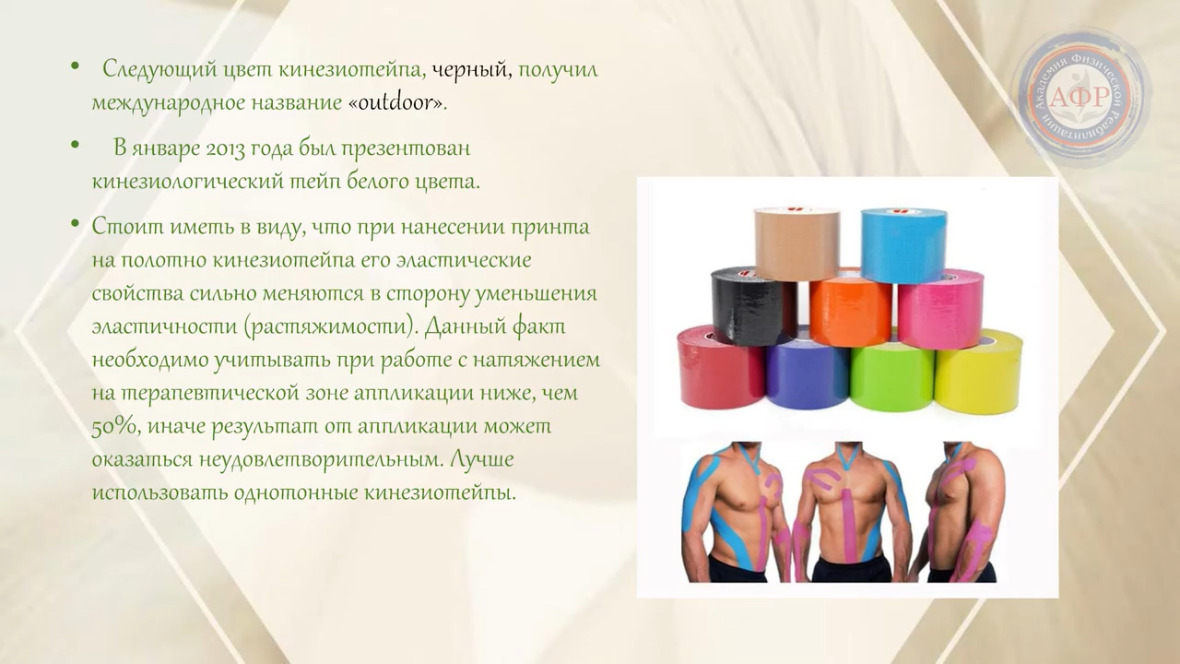 • Следующий цвет кинезиотейпа, черный, получил
международное название «outdoor».
• В январе 2013 года был презентован
кинезиологический тейп белого цвета.
• Стоит иметь в виду, что при нанесении принта
на полотно кинезиотейпа его эластические
свойства сильно меняются в сторону уменьшения
эластичности (растяжимости). Данный факт
необходимо учитывать при работе с натяжением
на терапевтической зоне аппликации ниже, чем
50%, иначе результат от аппликации может
оказаться неудовлетворительным. Лучше
использовать однотонные кинезиотейпы.
Академия Физической Реабилитации
АФР